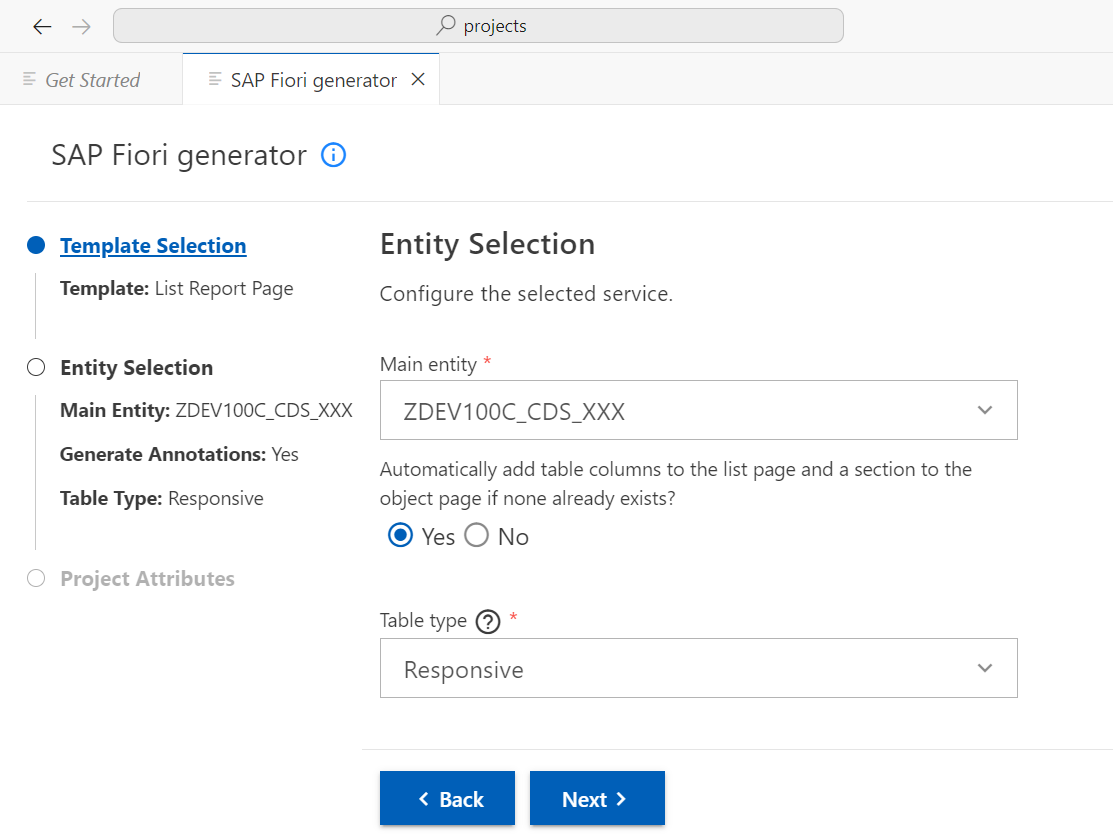 projects
Get Started
SAP Fiori generator
SAP Fiori generator
Template Selection
Template: List Report Page
Entity Selection
Main Entity: ZDEV100C_CDS_XXX
Generate Annotations: Yes
Table Type: Responsive
Project Attributes
Entity Selection
Configure the selected service.
Main entity *
ZDEV100C_CDS_XXX
Automatically add table columns to the list page and a section to the
object page if none already exists?
Yes No
Table type ? *
Responsive
Back Next